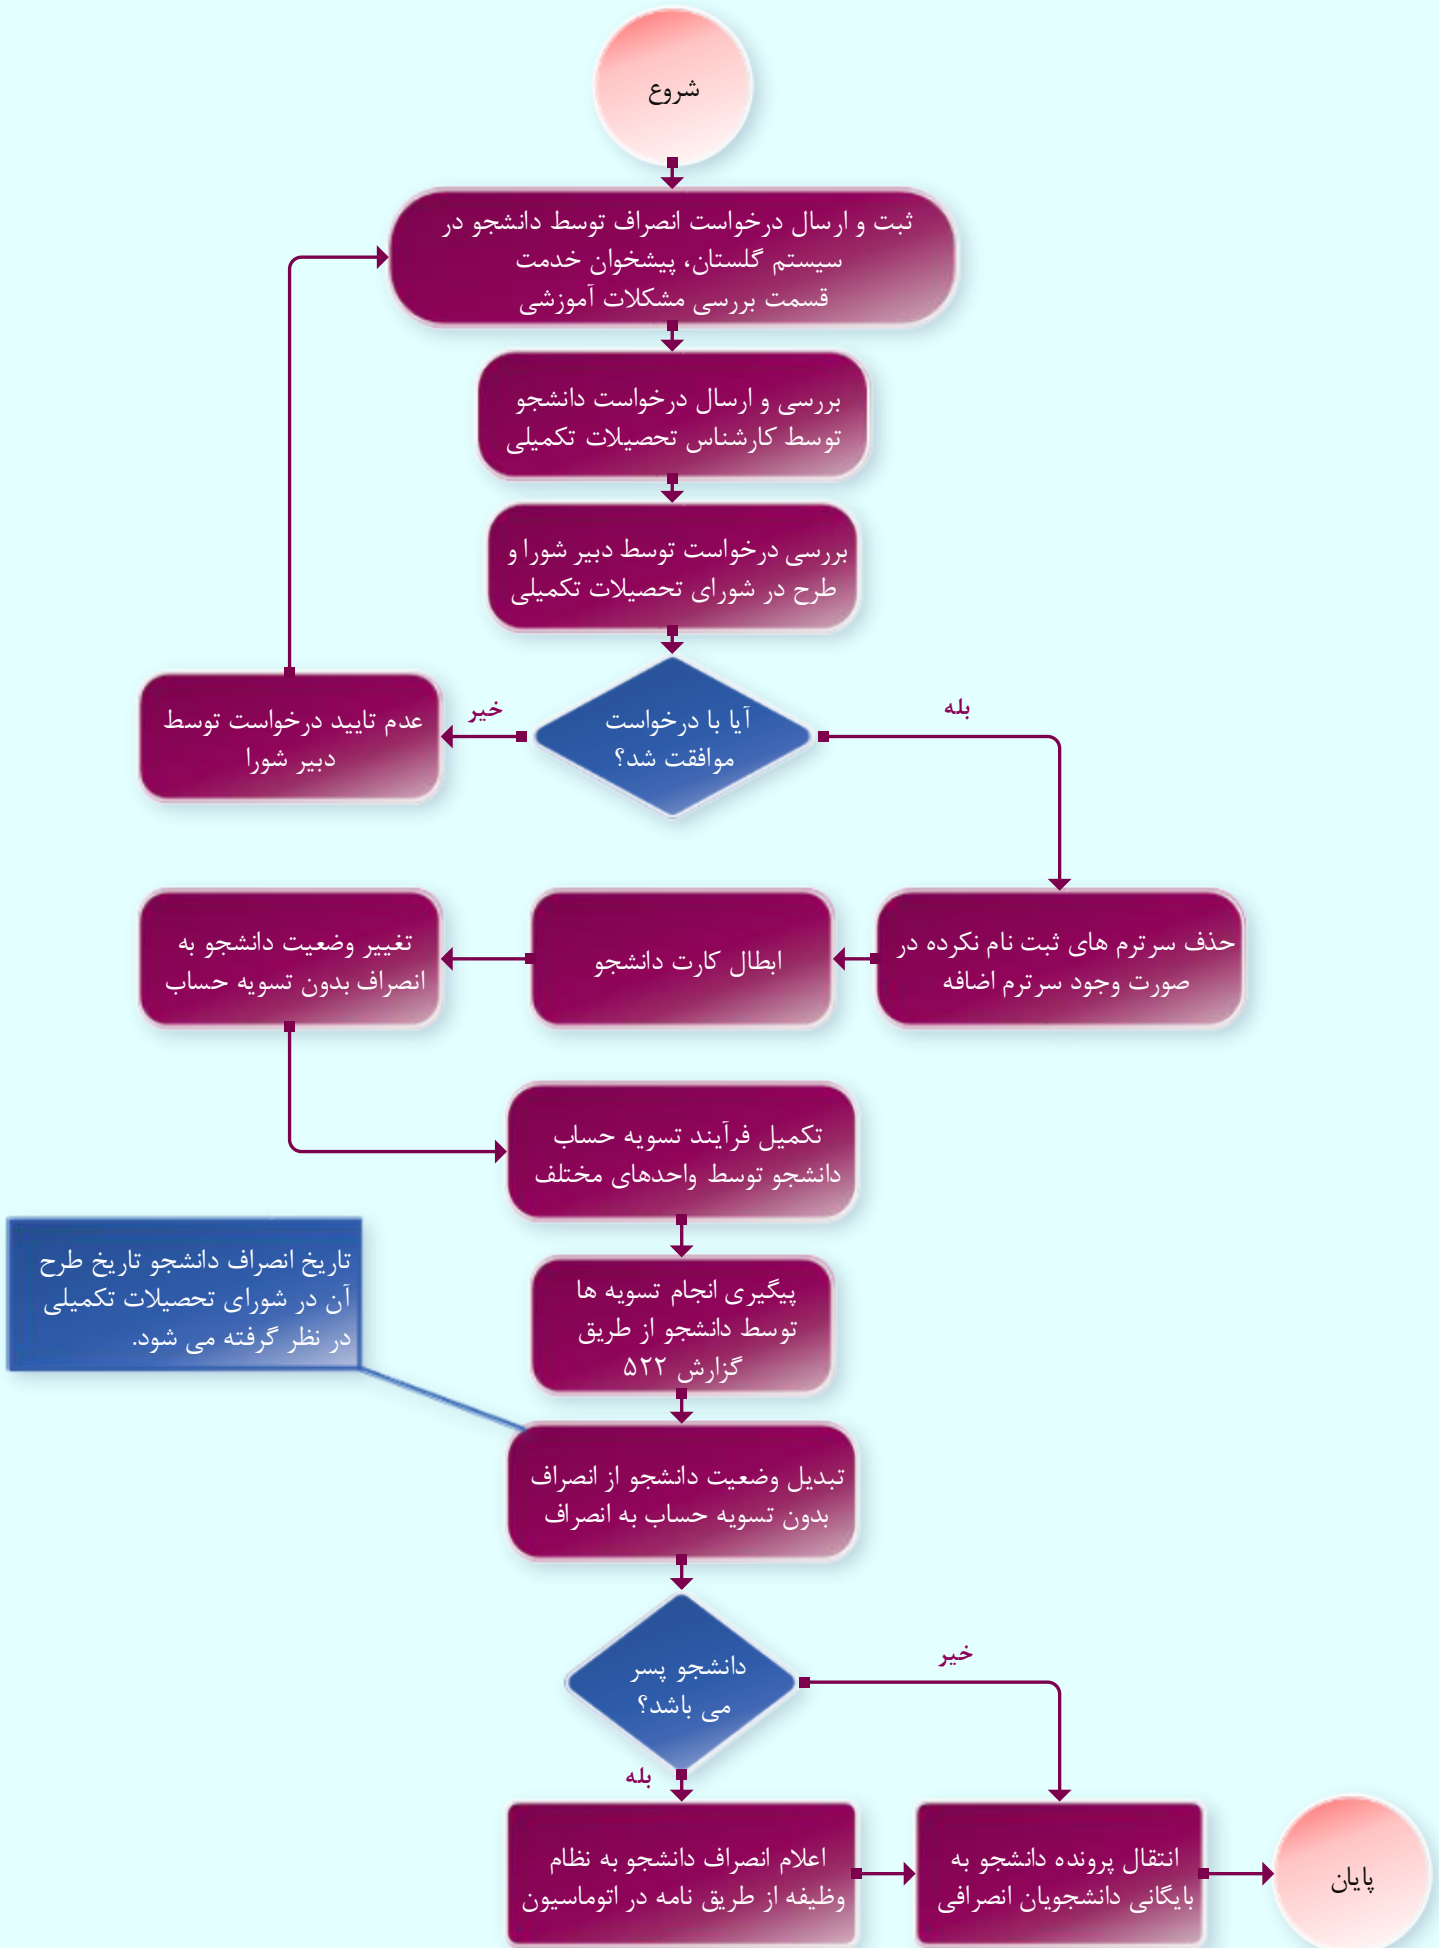 شروع
ثبت و ارسال درخواست انصراف توسط دانشجو در
سیستم گلستان، پیشخوان خدمت
قسمت بررسی مشکلات آموزشی
بررسی و ارسال درخواست دانشجو
توسط کارشناس تحصیلات تکمیلی
بررسی درخواست توسط دبیر شورا و
طرح در شورای تحصیلات تکمیلی
آیا با درخواست
موافقت شد؟
بله
خیر
عدم تایید درخواست توسط
دبیر شورا
حذف سرترم های ثبت نام نکرده در
صورت وجود سرترم اضافه
ابطال کارت دانشجو
تغییر وضعیت دانشجو به
انصراف بدون تسویه حساب
تکمیل فرآیند تسویه حساب
دانشجو توسط واحدهای مختلف
پیگیری انجام تسویه ها
توسط دانشجو از طریق
گزارش ۵۲۲
تاریخ انصراف دانشجو تاریخ طرح
آن در شورای تحصیلات تکمیلی
در نظر گرفته می شود.
تبدیل وضعیت دانشجو از انصراف
بدون تسویه حساب به انصراف
دانشجو پسر
می باشد؟
خیر
بله
اعلام انصراف دانشجو به نظام
وظیفه از طریق نامه در اتوماسیون
انتقال پرونده دانشجو به
بایگانی دانشجویان انصرافی
پایان